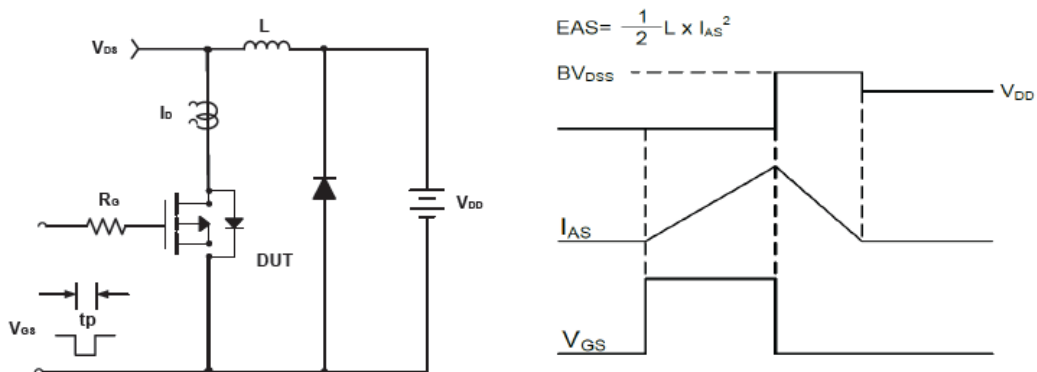 L
VDS
ID
RG
VDD
DUT
tp
VGS
EAS= 1/2 L x IAS²
BVDSS
VDD
IAS
VGS